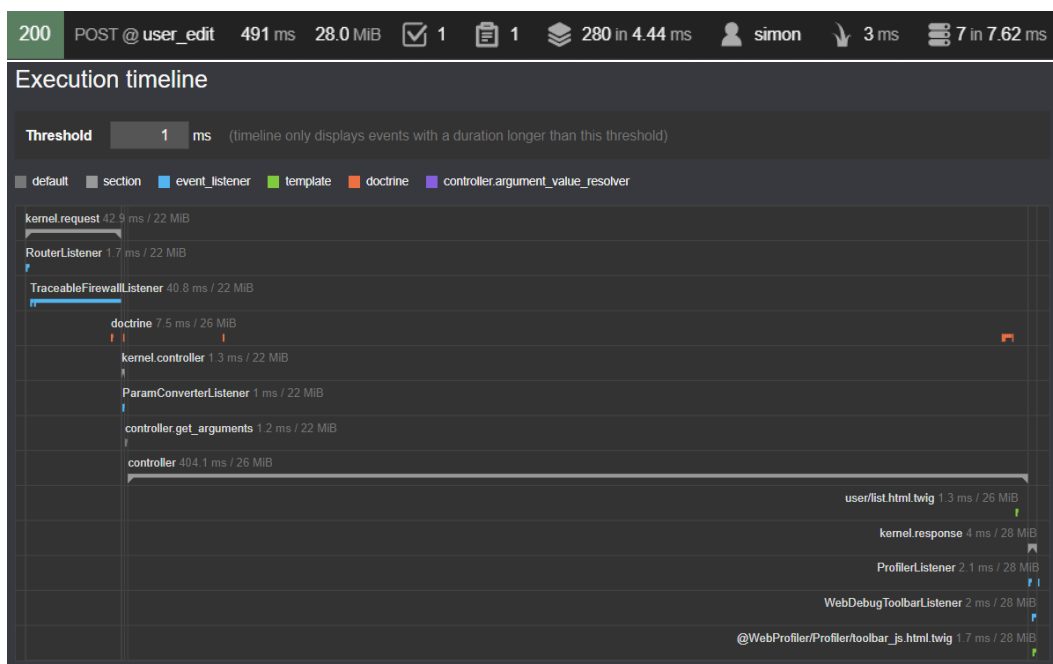 200 POST @ user_edit 491 ms 28.0 MiB 1 1 280 in 4.44 ms simon 3 ms 7 in 7.62 ms
Execution timeline
Threshold 1 ms (timeline only displays events with a duration longer than this threshold)
default section event_listener template doctrine controller.argument_value_resolver
kernel.request 42.9 ms / 22 MiB
RouterListener 1.7 ms / 22 MiB
TraceableFirewallListener 40.8 ms / 22 MiB
doctrine 7.5 ms / 26 MiB
kernel.controller 1.3 ms / 22 MiB
ParamConverterListener 1 ms / 22 MiB
controller.get_arguments 1.2 ms / 22 MiB
controller 404.1 ms / 26 MiB
user/list.html.twig 1.3 ms / 26 MiB
kernel.response 4 ms / 28 MiB
ProfilerListener 2.1 ms / 28 MiB
WebDebugToolbarListener 2 ms / 28 MiB
@WebProfiler/Profiler/toolbar_js.html.twig 1.7 ms / 28 MiB